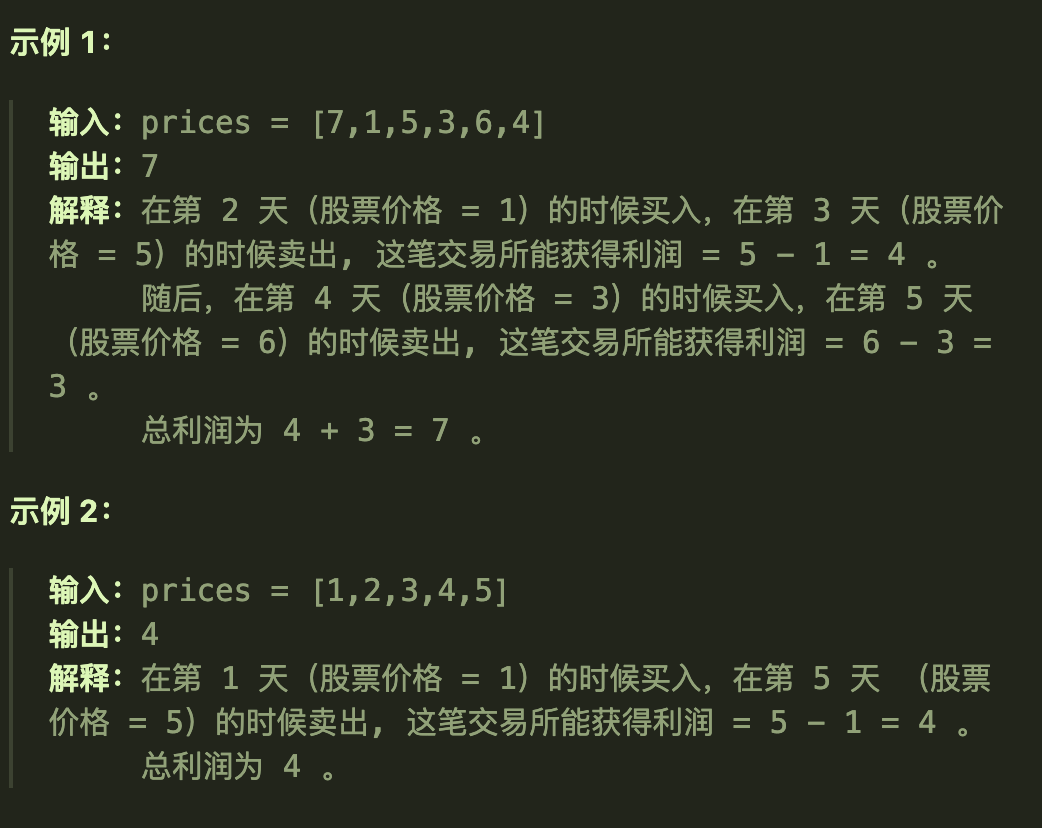 示例 1：
输入：prices = [7,1,5,3,6,4]
输出：7
解释：在第 2 天（股票价格 = 1）的时候买入，在第 3 天（股票价
格 = 5）的时候卖出, 这笔交易所能获得利润 = 5 - 1 = 4 。
随后，在第 4 天（股票价格 = 3）的时候买入，在第 5 天
（股票价格 = 6）的时候卖出, 这笔交易所能获得利润 = 6 - 3 =
3 。
总利润为 4 + 3 = 7 。
示例 2：
输入：prices = [1,2,3,4,5]
输出：4
解释：在第 1 天（股票价格 = 1）的时候买入，在第 5 天 （股票
价格 = 5）的时候卖出, 这笔交易所能获得利润 = 5 - 1 = 4 。
总利润为 4 。